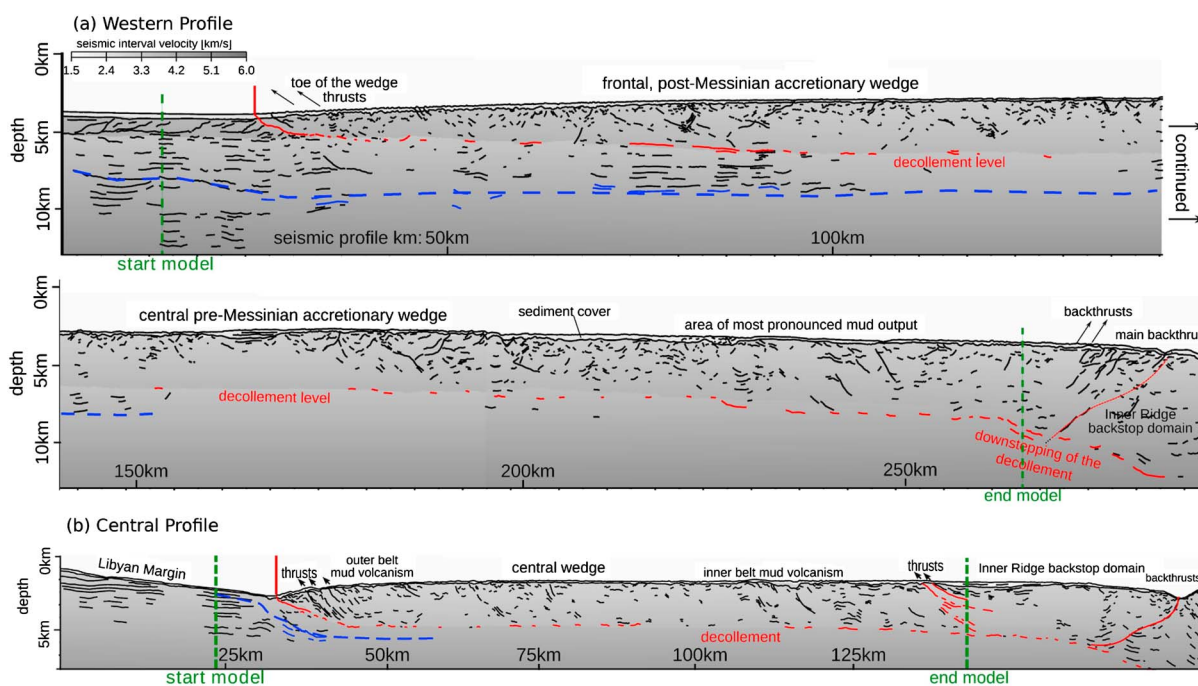 (a) Western Profile
seismic interval velocity [km/s]
1.5 2.4 3.3 4.2 5.1 6.0
0km
5km
10km
depth
toe of the wedge
thrusts
frontal, post-Messinian accretionary wedge
decollement level
continued
seismic profile km: 50km
100km
start model
0km
5km
10km
depth
central pre-Messinian accretionary wedge
sediment cover
area of most pronounced mud output
backthrusts
main backthru
decollement level
Inner Ridge
backstop domain
downstepping of the
decollement
150km
200km
250km
end model
(b) Central Profile
0km
5km
depth
Libyan Margin
thrusts
outer belt
mud volcanism
central wedge
inner belt mud volcanism
thrusts
Inner Ridge backstop domain
backthrusts
decollement
25km
50km
75km
100km
125km
start model
end model